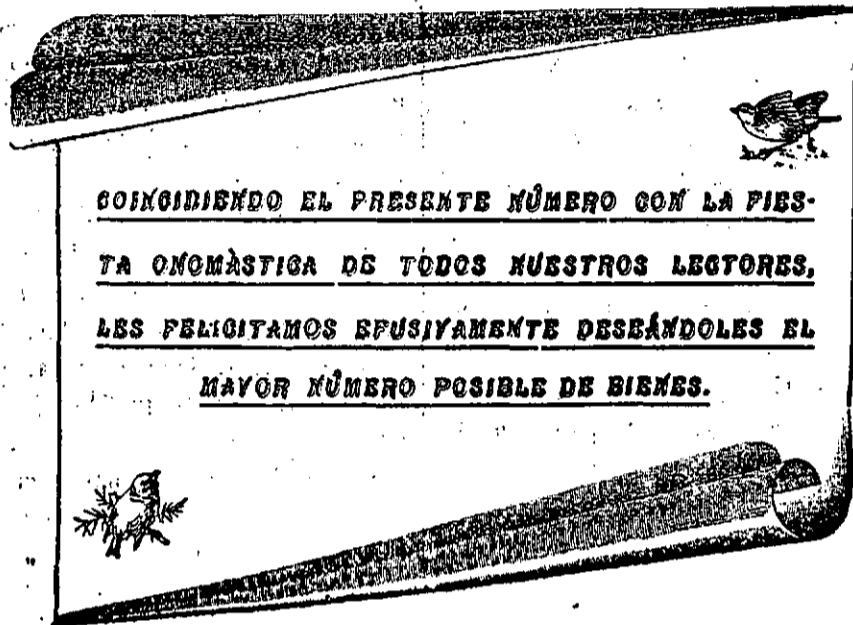 COINCIDIENDO EL PRESENTE NÚMERO CON LA FIES-
TA ONOMÀSTICA DE TODOS NUESTROS LECTORES,
LES FELICITAMOS EFUSIVAMENTE DESEÁNDOLES EL
MAYOR NÚMERO POSIBLE DE BIENES.